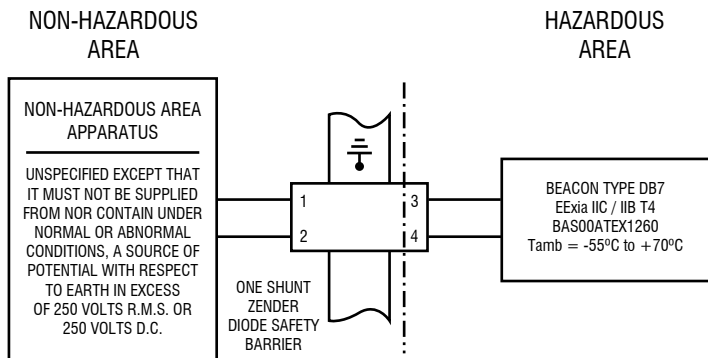 NON-HAZARDOUS
AREA
HAZARDOUS
AREA
NON-HAZARDOUS AREA
APPARATUS
UNSPECIFIED EXCEPT THAT
IT MUST NOT BE SUPPLIED
FROM NOR CONTAIN UNDER
NORMAL OR ABNORMAL
CONDITIONS, A SOURCE OF
POTENTIAL WITH RESPECT
TO EARTH IN EXCESS
OF 250 VOLTS R.M.S. OR
250 VOLTS D.C.
1
2
3
4
ONE SHUNT
ZENDER
DIODE SAFETY
BARRIER
BEACON TYPE DB7
EExia IIC / IIB T4
BAS00ATEX1260
Tamb = -55ºC to +70ºC